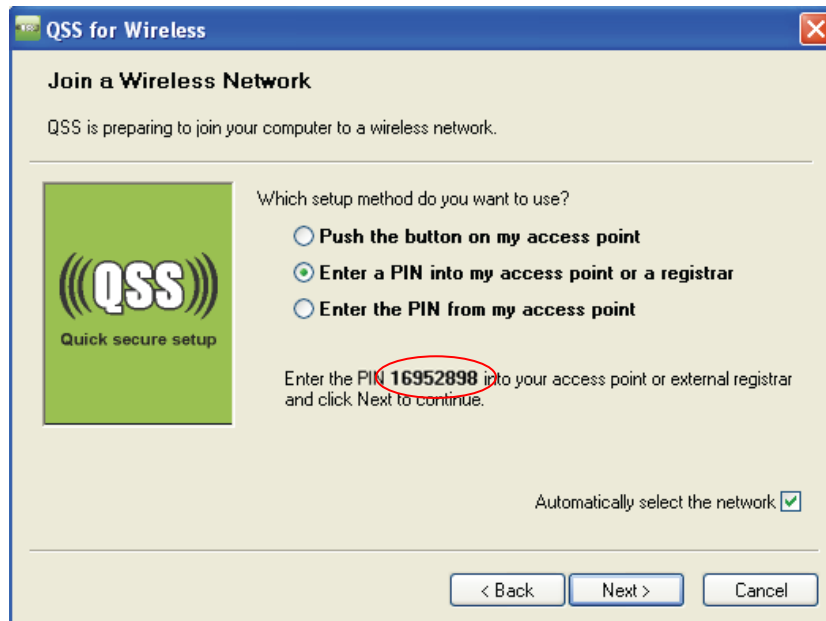 QSS for Wireless
Join a Wireless Network
QSS is preparing to join your computer to a wireless network.
Which setup method do you want to use?
Push the button on my access point
Enter a PIN into my access point or a registrar
Enter the PIN from my access point
(((QSS)))
Quick secure setup
Enter the PIN 16952898 into your access point or external registrar
and click Next to continue.
Automatically select the network
< Back Next > Cancel